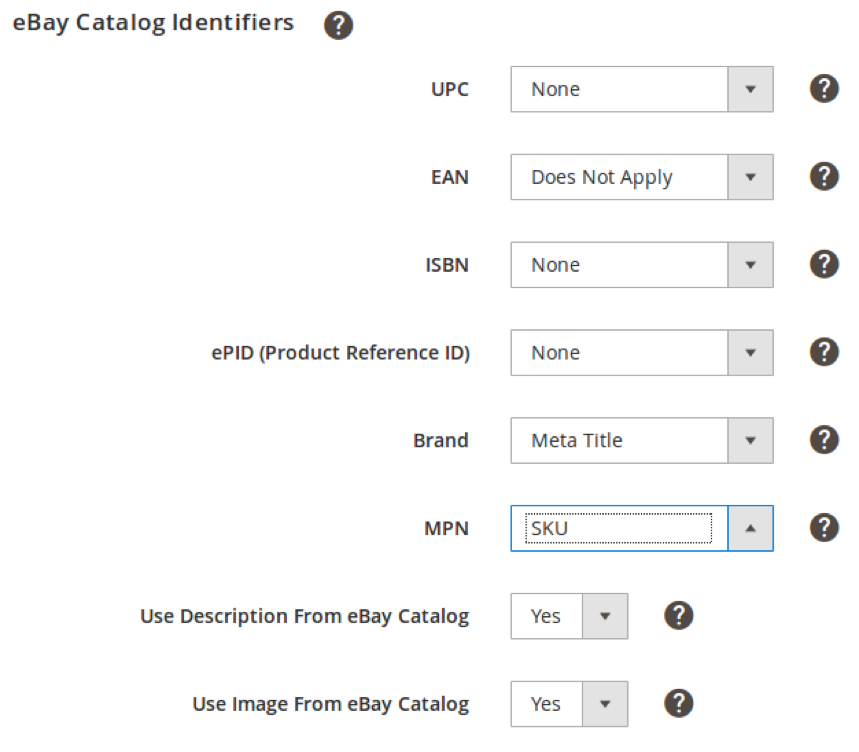 eBay Catalog Identifiers ?
UPC None ?
EAN Does Not Apply ?
ISBN None ?
ePID (Product Reference ID) None ?
Brand Meta Title ?
MPN SKU ?
Use Description From eBay Catalog Yes ?
Use Image From eBay Catalog Yes ?